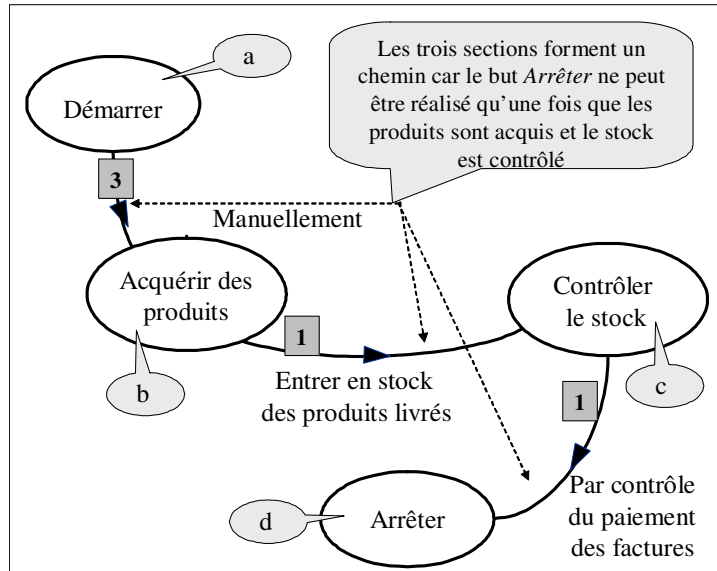 a
Démarrer
Les trois sections forment un
chemin car le but Arrêter ne peut
être réalisé qu'une fois que les
produits sont acquis et le stock
est contrôlé
3
Manuellement
Acquérir des
produits
Contrôler
le stock
1
b
Entrer en stock
des produits livrés
c
1
d
Arrêter
Par contrôle
du paiement
des factures